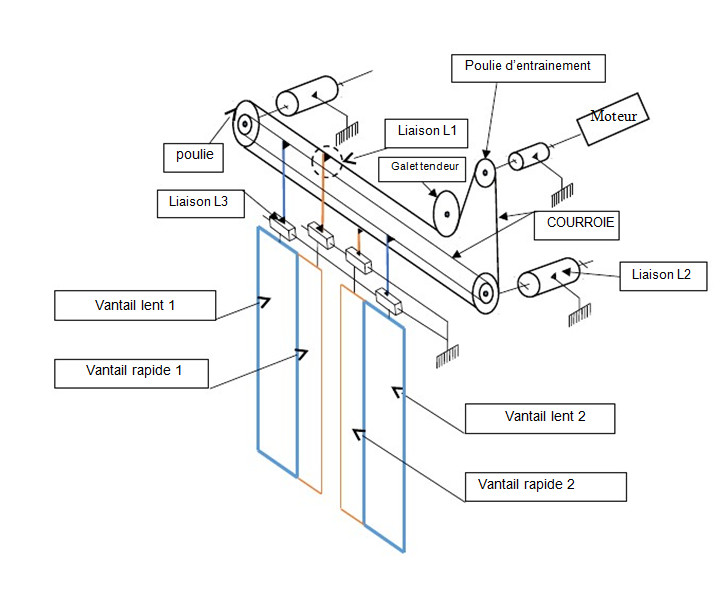 Poulie d’entrainement
Moteur
Liaison L1
poulie
Galet tendeur
Liaison L3
COURROIE
Liaison L2
Vantail lent 1
Vantail rapide 1
Vantail lent 2
Vantail rapide 2